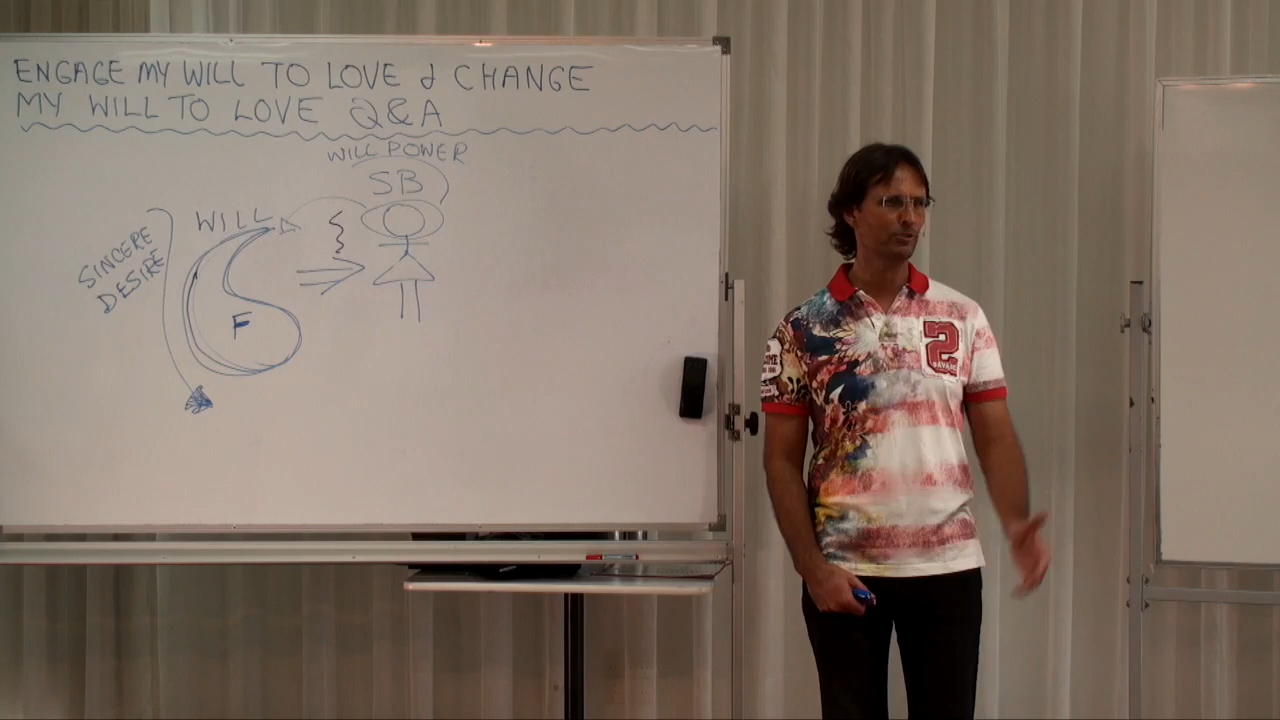 ENGAGE MY WILL TO LOVE & CHANGE
MY WILL TO LOVE Q&A
WILL POWER
SB
WILL
SINCERE
DESIRE
F
2